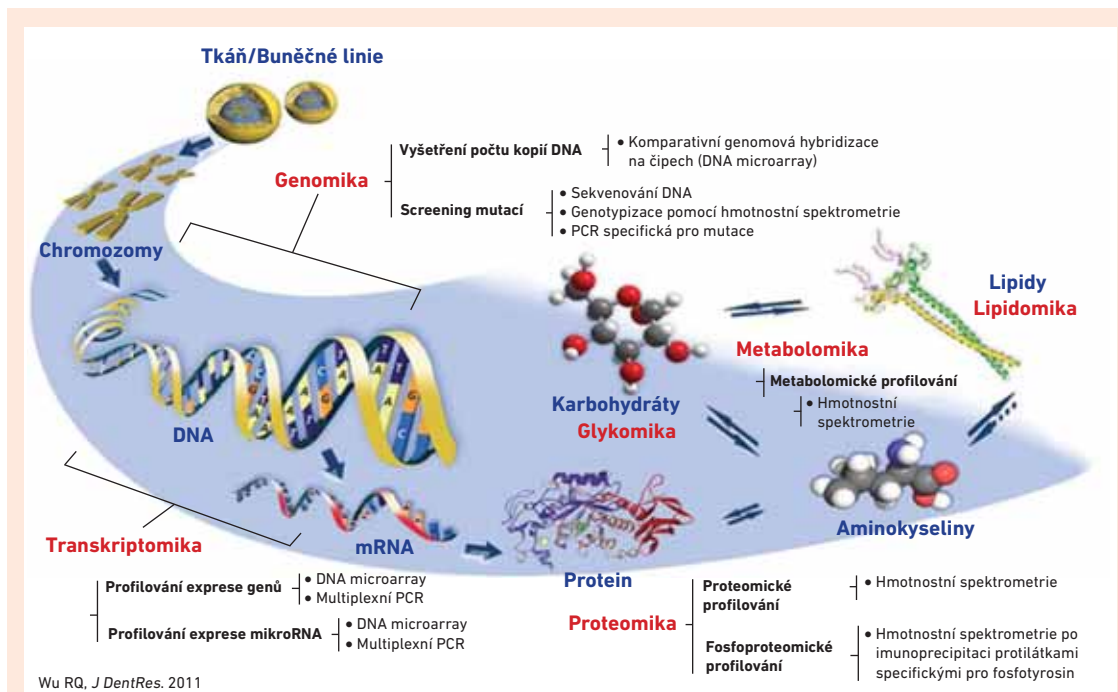 Tkáň/Buněčné linie
Genomika
Vyšetření počtu kopií DNA
• Komparativní genomová hybridizace
na čipech (DNA microarray)
Screening mutací
• Sekvenování DNA
• Genotypizace pomocí hmotnostní spektrometrie
• PCR specifická pro mutace
Chromozomy
Lipidy
Lipidomika
Metabolomika
Metabolomické profilování
• Hmotnostní
spektrometrie
Karbohydráty
Glykomika
DNA
Aminokyseliny
Transkriptomika
mRNA
Protein
Profilování exprese genů
• DNA microarray
• Multiplexní PCR
Profilování exprese mikroRNA
• DNA microarray
• Multiplexní PCR
Proteomika
Proteomické
profilování
• Hmotnostní spektrometrie
Fosfoproteomické
profilování
• Hmotnostní spektrometrie po
imunoprecipitaci protilátkami
specifickými pro fosfotyrosin
Wu RQ, J DentRes. 2011